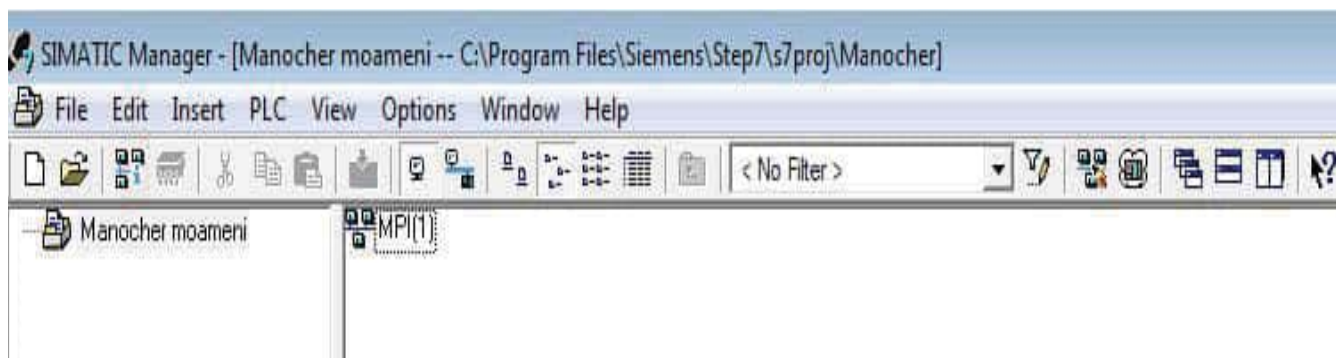 SIMATIC Manager - [Manocher moameni -- C:\Program Files\Siemens\Step7\s7proj\Manocher]
File Edit Insert PLC View Options Window Help
< No Filter >
Manocher moameni
MPI(1)